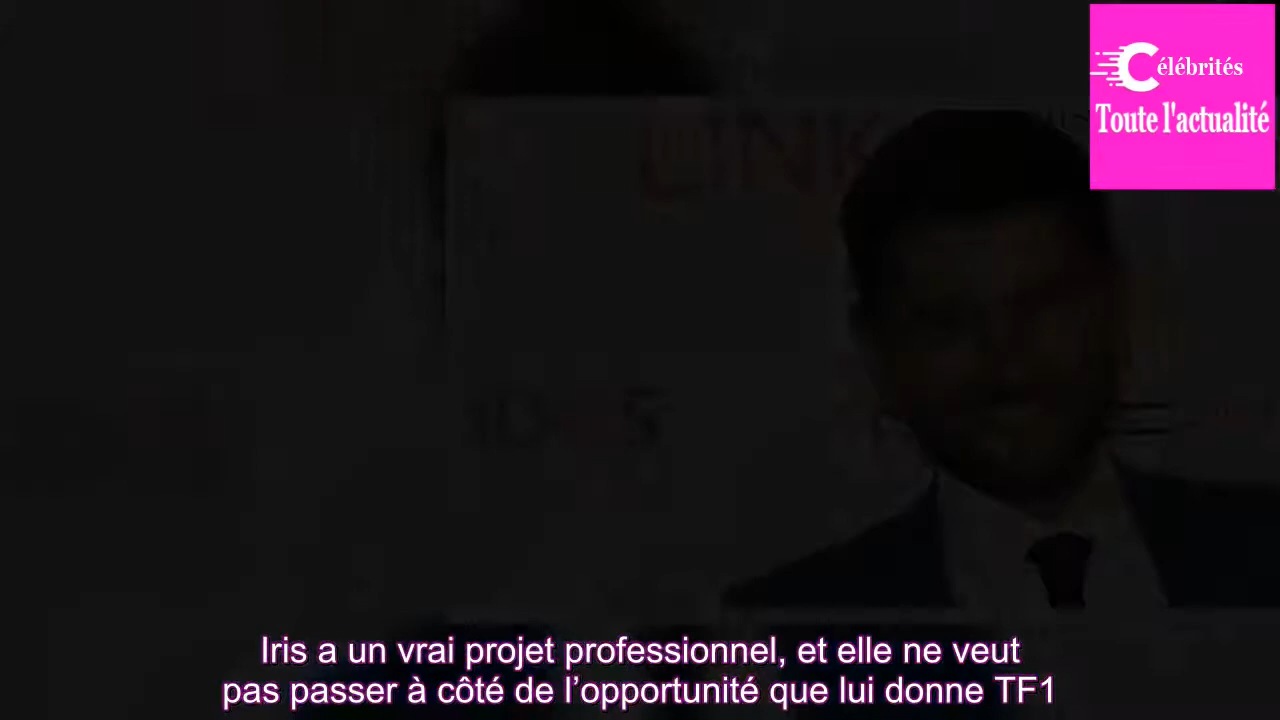 Célébrités
Toute l'actualité
Iris a un vrai projet professionnel, et elle ne veut
pas passer à côté de l’opportunité que lui donne TF1